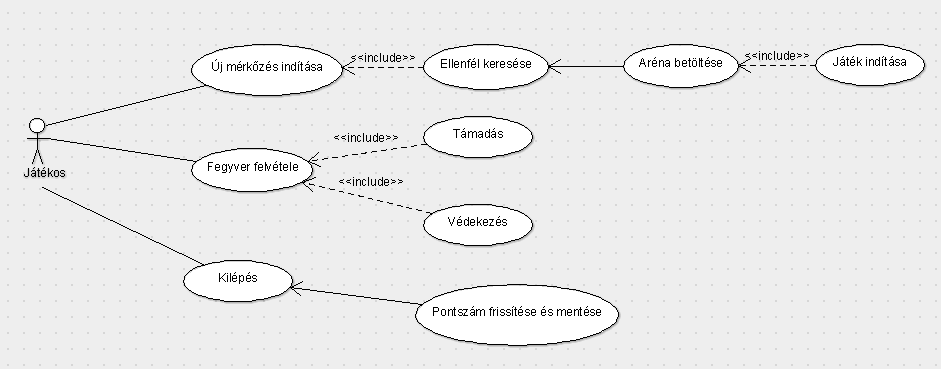 Új mérkőzés indítása
<<include>>
Ellenfél keresése
Aréna betöltése
<<include>>
Játék indítása
Játékos
Fegyver felvétele
<<include>>
Támadás
<<include>>
Védekezés
Kilépés
Pontszám frissítése és mentése